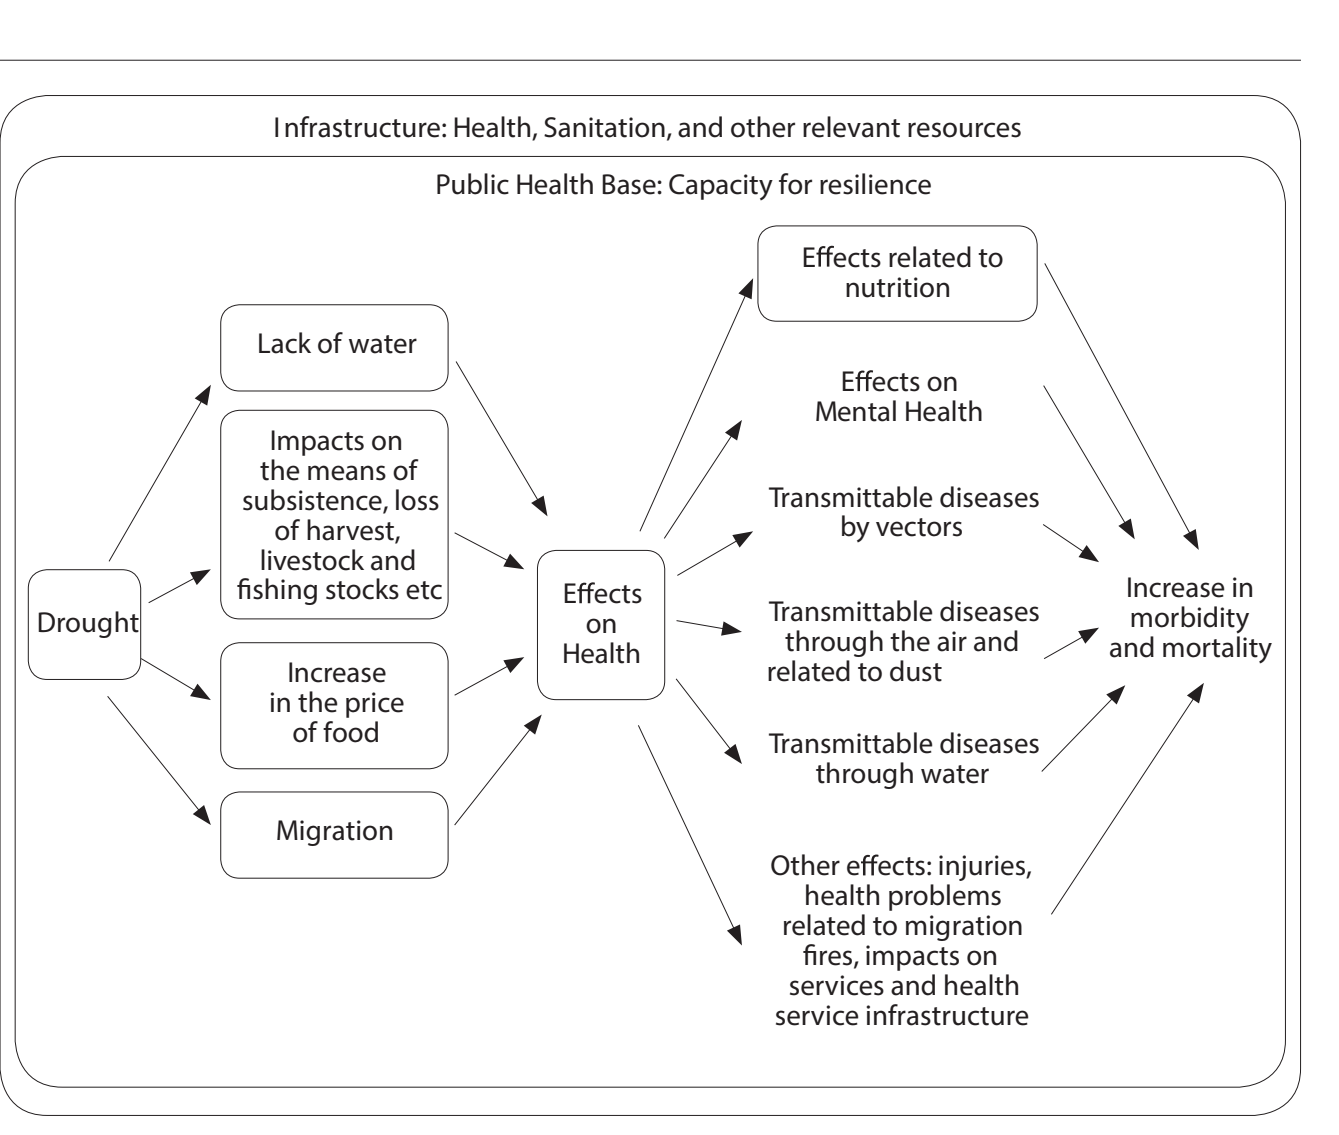 Infrastructure: Health, Sanitation, and other relevant resources
Public Health Base: Capacity for resilience
Drought
Lack of water
Impacts on
the means of
subsistence, loss
of harvest,
livestock and
fishing stocks etc
Increase
in the price
of food
Migration
Effects
on
Health
Effects related to
nutrition
Effects on
Mental Health
Transmittable diseases
by vectors
Transmittable diseases
through the air and
related to dust
Transmittable diseases
through water
Other effects: injuries,
health problems
related to migration
fires, impacts on
services and health
service infrastructure
Increase in
morbidity
and mortality